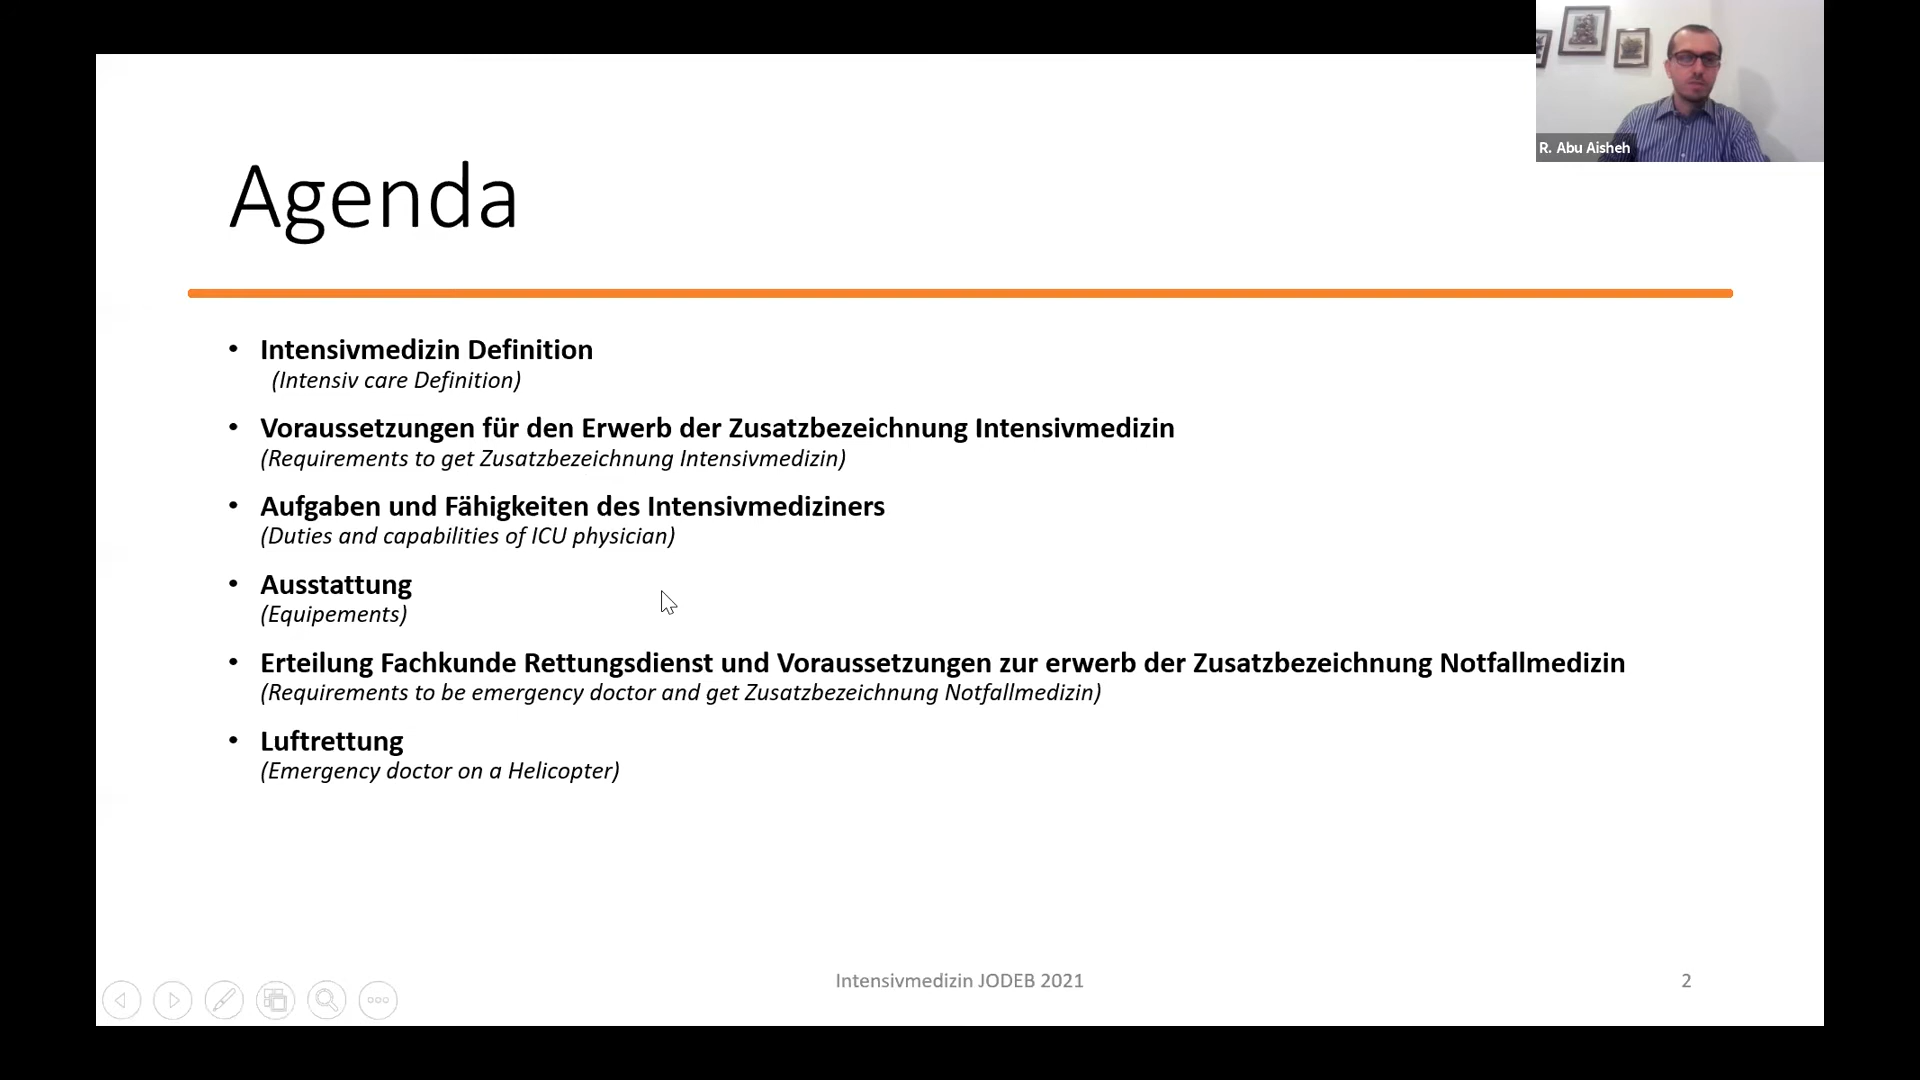 R. Abu Aisheh
Agenda
• Intensivmedizin Definition
(Intensiv care Definition)
• Voraussetzungen für den Erwerb der Zusatzbezeichnung Intensivmedizin
(Requirements to get Zusatzbezeichnung Intensivmedizin)
• Aufgaben und Fähigkeiten des Intensivmediziners
(Duties and capabilities of ICU physician)
• Ausstattung
(Equipements)
• Erteilung Fachkunde Rettungsdienst und Voraussetzungen zur erwerb der Zusatzbezeichnung Notfallmedizin
(Requirements to be emergency doctor and get Zusatzbezeichnung Notfallmedizin)
• Luftrettung
(Emergency doctor on a Helicopter)
Intensivmedizin JODEB 2021
2